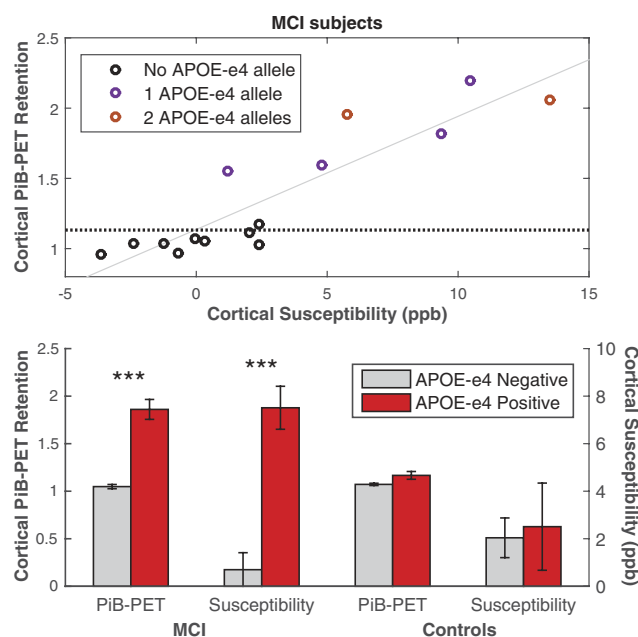 MCI subjects
Cortical PiB-PET Retention
2.5
2
1.5
1
No APOE-e4 allele
1 APOE-e4 allele
2 APOE-e4 alleles
-5 0 5 10 15
Cortical Susceptibility (ppb)
Cortical PiB-PET Retention
2.5
2
1.5
1
0.5
0
*** ***
APOE-e4 Negative
APOE-e4 Positive
10
8
6
4
2
0
Cortical Susceptibility (ppb)
PiB-PET Susceptibility PiB-PET Susceptibility
MCI Controls